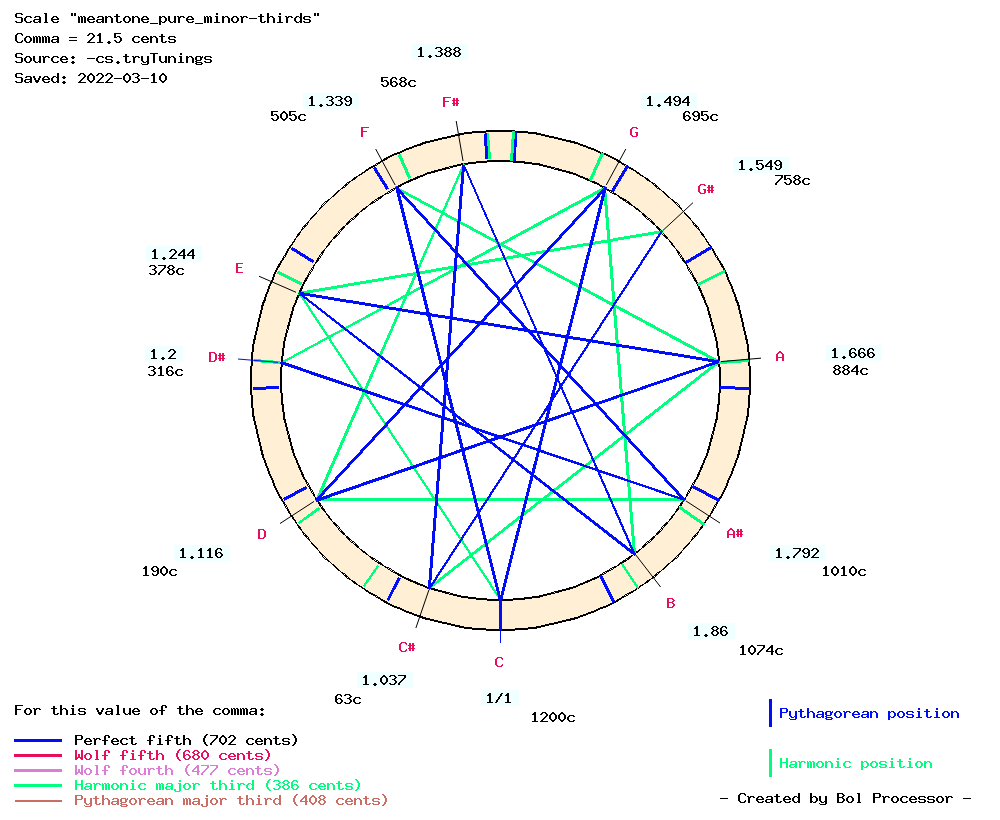 Scale "meantone_pure_minor-thirds"
Comma = 21.5 cents
Source: -cs.tryTunings
Saved: 2022-03-10
1.388
568c
F#
1.339
505c
F
1.494
695c
G
1.549
758c
G#
1.244
378c
E
1.2
316c
D#
A
1.666
884c
D
1.116
190c
A#
1.792
1010c
B
1.86
1074c
C#
1.037
63c
C
1/1
1200c
For this value of the comma:
Perfect fifth (702 cents)
Wolf fifth (680 cents)
Wolf fourth (477 cents)
Harmonic major third (386 cents)
Pythagorean major third (408 cents)
Pythagorean position
Harmonic position
- Created by Bol Processor -